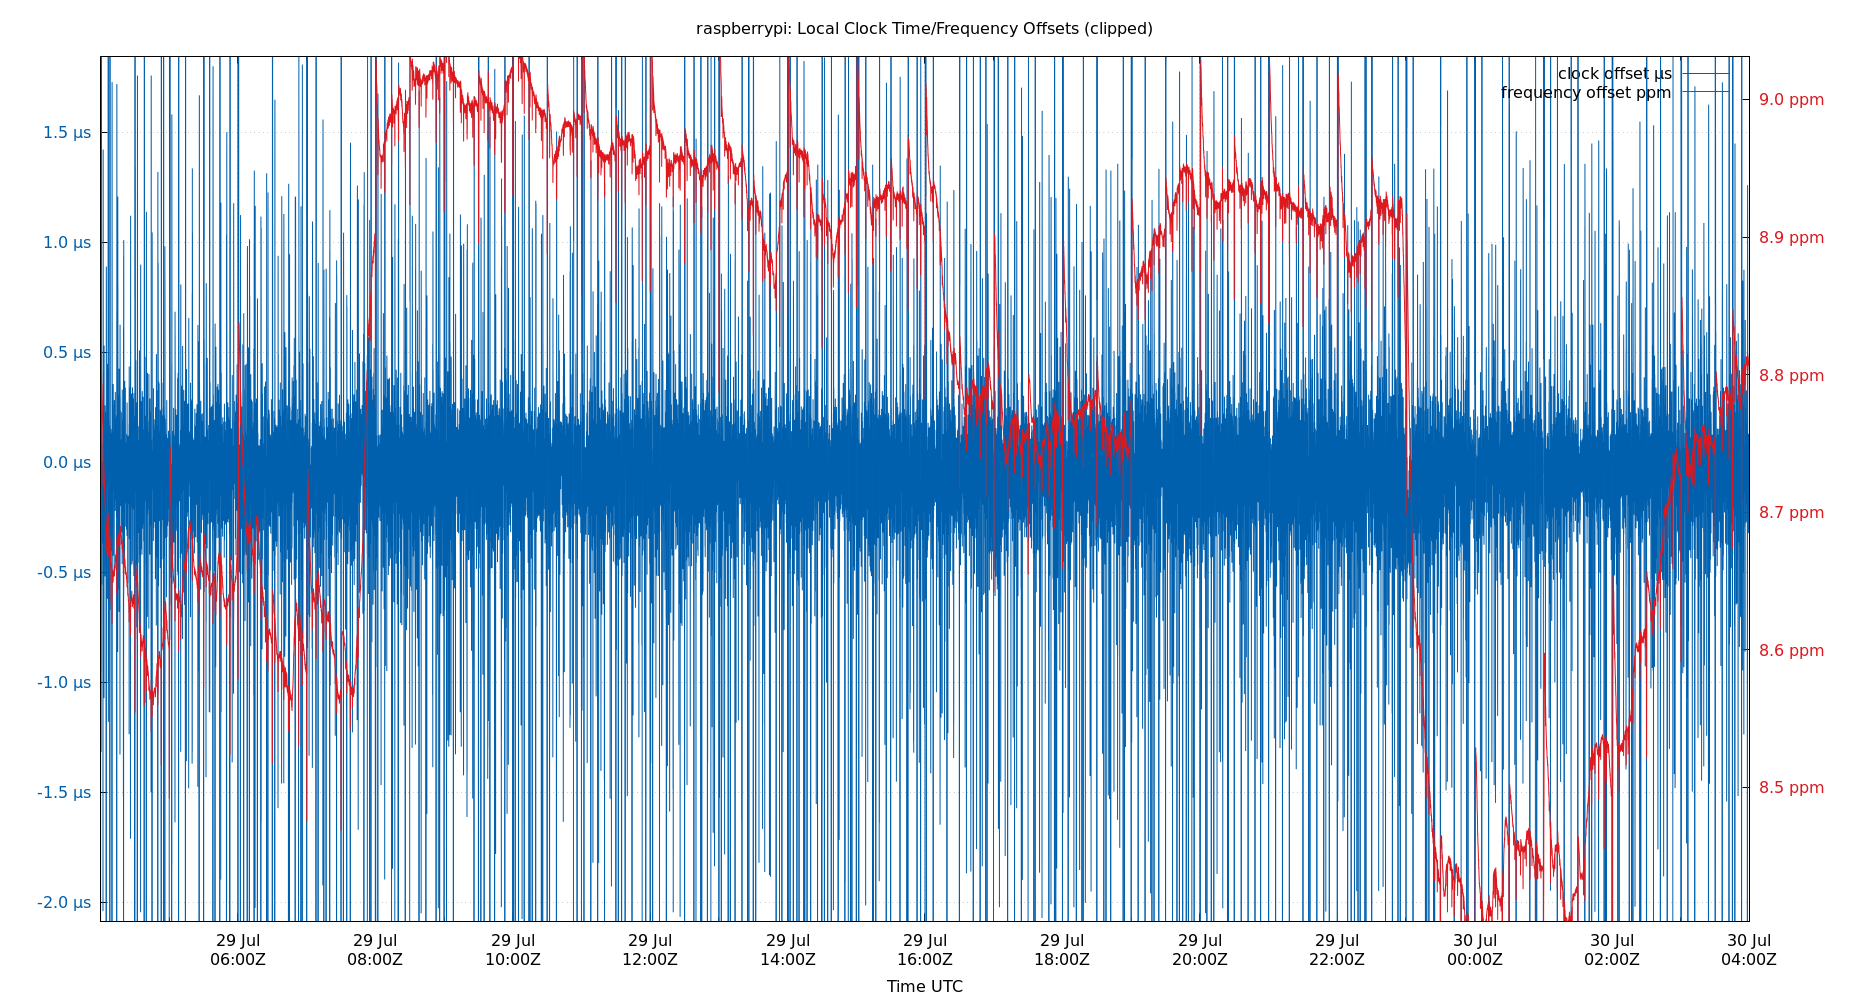 raspberrypi: Local Clock Time/Frequency Offsets (clipped)
clock offset µs
frequency offset ppm
1.5 µs
1.0 µs
0.5 µs
0.0 µs
-0.5 µs
-1.0 µs
-1.5 µs
-2.0 µs
9.0 ppm
8.9 ppm
8.8 ppm
8.7 ppm
8.6 ppm
8.5 ppm
29 Jul
06:00Z
29 Jul
08:00Z
29 Jul
10:00Z
29 Jul
12:00Z
29 Jul
14:00Z
29 Jul
16:00Z
29 Jul
18:00Z
29 Jul
20:00Z
29 Jul
22:00Z
30 Jul
00:00Z
30 Jul
02:00Z
30 Jul
04:00Z
Time UTC